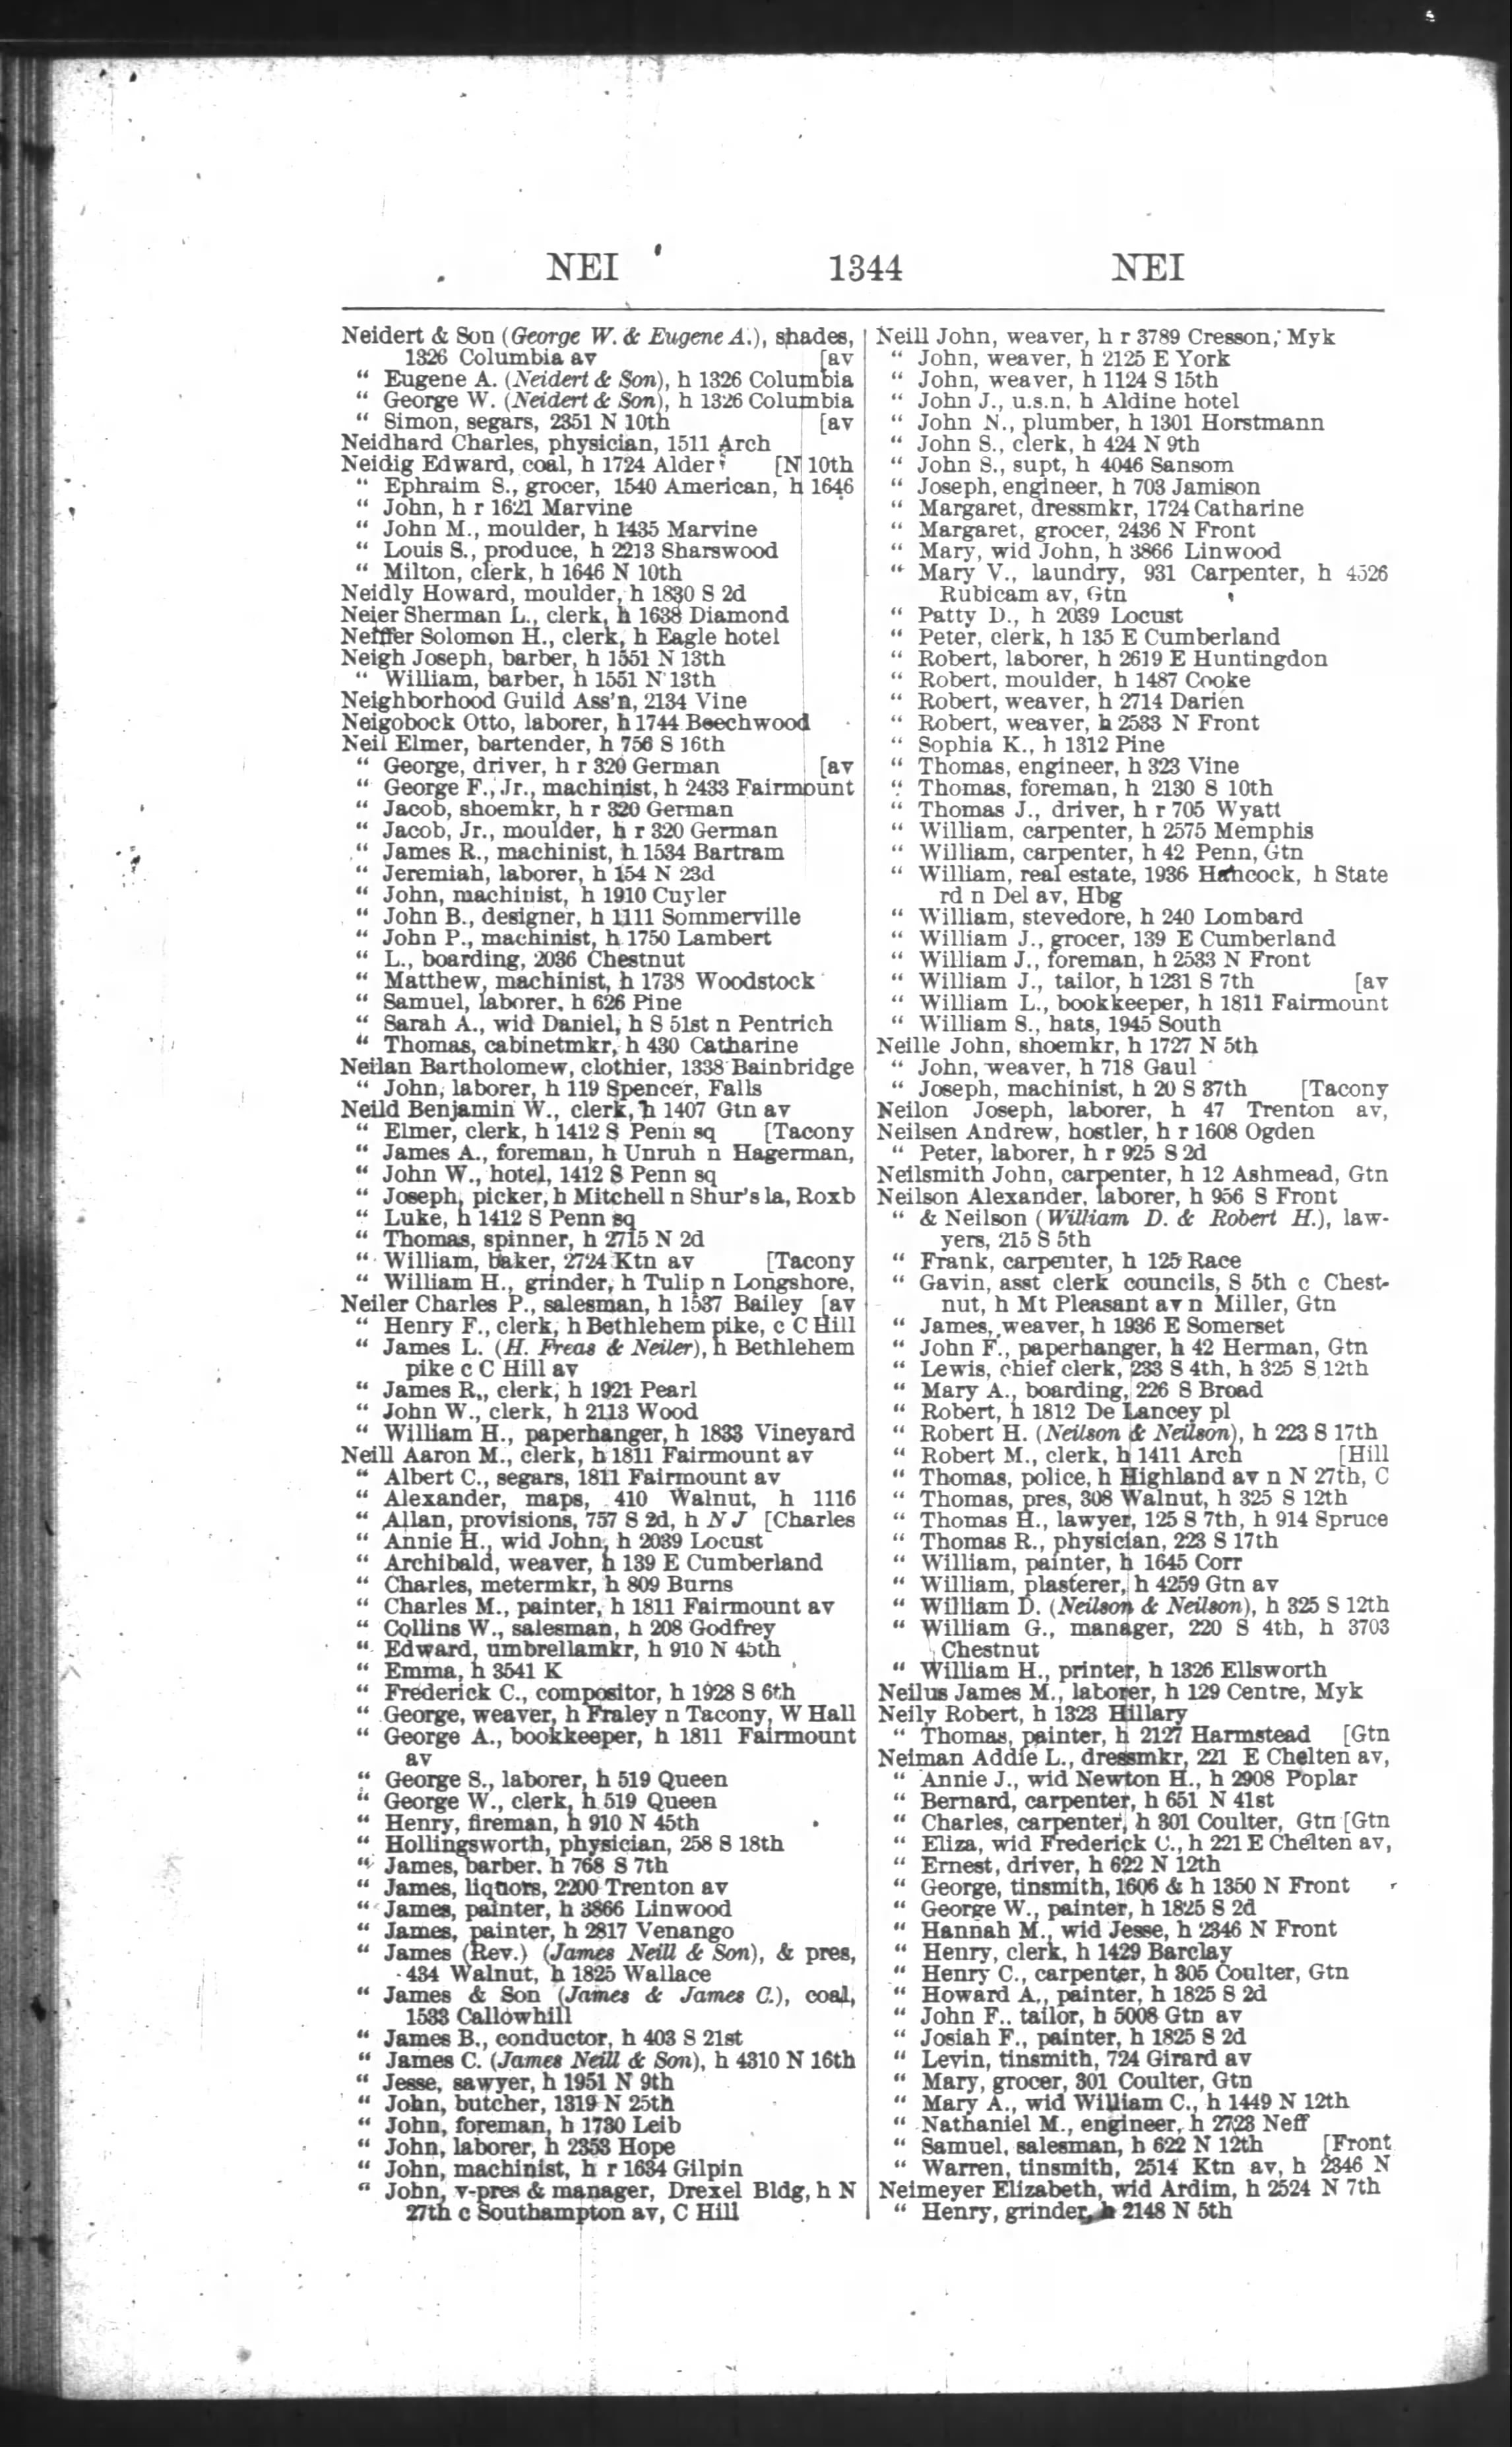 NEI 1344 NEI
Neidert & Son (George W. & Eugene A.), shades,
1326 Columbia av [av
“ Eugene A. (Neidert & Son), h 1326 Columbia
“ George W. (Neidert & Son), h 1326 Columbia
“ Simon, segars, 2351 N 10th [av
Neidhard Charles, physician, 1511 Arch
Neidig Edward, coal, h 1724 Alder [N 10th
“ Ephraim S., grocer, 1540 American, h 1646
“ John, h r 1621 Marvine
“ John M., moulder, h 1435 Marvine
“ Louis S., produce, h 2213 Sharswood
“ Milton, clerk, h 1646 N 10th
Neidly Howard, moulder, h 1830 S 2d
Neier Sherman L., clerk, h 1638 Diamond
Neiffer Solomon H., clerk, h Eagle hotel
Neigh Joseph, barber, h 1551 N 13th
“ William, barber, h 1551 N 13th
Neighborhood Guild Ass'n, 2134 Vine
Neigobock Otto, laborer, h 1744 Beechwood
Neil Elmer, bartender, h 756 S 16th
“ George, driver, h r 320 German [av
“ George F., Jr., machinist, h 2433 Fairmount
“ Jacob, shoemkr, h r 320 German
“ Jacob, Jr., moulder, h r 320 German
“ James R., machinist, h 1534 Bartram
“ Jeremiah, laborer, h 154 N 23d
“ John, machinist, h 1910 Cuyler
“ John B., designer, h 1111 Sommerville
“ John P., machinist, h 1750 Lambert
“ L., boarding, 2036 Chestnut
“ Matthew, machinist, h 1738 Woodstock
“ Samuel, laborer, h 626 Pine
“ Sarah A., wid Daniel, h S 51st n Pentrich
“ Thomas, cabinetmkr, h 430 Catharine
Neilan Bartholomew, clothier, 1338 Bainbridge
“ John, laborer, h 119 Spencer, Falls
Neild Benjamin W., clerk, h 1407 Gtn av
“ Elmer, clerk, h 1412 S Penn sq [Tacony
“ James A., foreman, h Unruh n Hagerman,
“ John W., hotel, 1412 S Penn sq
“ Joseph, picker, h Mitchell n Shur's la, Roxb
“ Luke, h 1412 S Penn sq
“ Thomas, spinner, h 2715 N 2d
“ William, baker, 2724 Ktn av [Tacony
“ William H., grinder, h Tulip n Longshore,
Neiler Charles P., salesman, h 1537 Bailey [av
“ Henry F., clerk, h Bethlehem pike, c C Hill
“ James L. (H. Freas & Neiler), h Bethlehem
pike c C Hill av
“ James R., clerk, h 1921 Pearl
“ John W., clerk, h 2113 Wood
“ William H., paperhanger, h 1833 Vineyard
Neill Aaron M., clerk, h 1811 Fairmount av
“ Albert C., segars, 1811 Fairmount av
“ Alexander, maps, 410 Walnut, h 1116
“ Allan, provisions, 757 S 2d, h N J [Charles
“ Annie H., wid John, h 2039 Locust
“ Archibald, weaver, h 139 E Cumberland
“ Charles, metermkr, h 809 Burns
“ Charles M., painter, h 1811 Fairmount av
“ Collins W., salesman, h 208 Godfrey
“ Edward, umbrellamkr, h 910 N 45th
“ Emma, h 3541 K
“ Frederick C., compositor, h 1928 S 6th
“ George, weaver, h Fraley n Tacony, W Hall
“ George A., bookkeeper, h 1811 Fairmount
av
“ George S., laborer, h 519 Queen
“ George W., clerk, h 519 Queen
“ Henry, fireman, h 910 N 45th
“ Hollingsworth, physician, 258 S 18th
“ James, barber, h 768 S 7th
“ James, liquors, 2200 Trenton av
“ James, painter, h 3866 Linwood
“ James, painter, h 2817 Venango
“ James (Rev.) (James Neill & Son), & pres,
434 Walnut, h 1825 Wallace
“ James & Son (James & James C.), coal,
1533 Callowhill
“ James B., conductor, h 403 S 21st
“ James C. (James Neill & Son), h 4310 N 16th
“ Jesse, sawyer, h 1951 N 9th
“ John, butcher, 1319 N 25th
“ John, foreman, h 1730 Leib
“ John, laborer, h 2353 Hope
“ John, machinist, h r 1634 Gilpin
“ John, v-pres & manager, Drexel Bldg, h N
27th c Southampton av, C Hill
Neill John, weaver, h r 3789 Cresson, Myk
“ John, weaver, h 2125 E York
“ John, weaver, h 1124 S 15th
“ John J., u.s.n, h Aldine hotel
“ John N., plumber, h 1301 Horstmann
“ John S., clerk, h 424 N 9th
“ John S., supt, h 4046 Sansom
“ Joseph, engineer, h 703 Jamison
“ Margaret, dressmkr, 1724 Catharine
“ Margaret, grocer, 2436 N Front
“ Mary, wid John, h 3866 Linwood
“ Mary V., laundry, 931 Carpenter, h 4526
Rubicam av, Gtn
“ Patty D., h 2039 Locust
“ Peter, clerk, h 135 E Cumberland
“ Robert, laborer, h 2619 E Huntingdon
“ Robert, moulder, h 1487 Cooke
“ Robert, weaver, h 2714 Darien
“ Robert, weaver, h 2533 N Front
“ Sophia K., h 1312 Pine
“ Thomas, engineer, h 323 Vine
“ Thomas, foreman, h 2130 S 10th
“ Thomas J., driver, h r 705 Wyatt
“ William, carpenter, h 2575 Memphis
“ William, carpenter, h 42 Penn, Gtn
“ William, real estate, 1936 Hancock, h State
rd n Del av, Hbg
“ William, stevedore, h 240 Lombard
“ William J., grocer, 139 E Cumberland
“ William J., foreman, h 2533 N Front
“ William J., tailor, h 1231 S 7th [av
“ William L., bookkeeper, h 1811 Fairmount
“ William S., hats, 1945 South
Neille John, shoemkr, h 1727 N 5th
“ John, weaver, h 718 Gaul
“ Joseph, machinist, h 20 S 37th [Tacony
Neilon Joseph, laborer, h 47 Trenton av,
Neilsen Andrew, hostler, h r 1608 Ogden
“ Peter, laborer, h r 925 S 2d
Neilsmith John, carpenter, h 12 Ashmead, Gtn
Neilson Alexander, laborer, h 956 S Front
“ & Neilson (William D. & Robert H.), law-
yers, 215 S 5th
“ Frank, carpenter, h 125 Race
“ Gavin, asst clerk councils, S 5th c Chest-
nut, h Mt Pleasant av n Miller, Gtn
“ James, weaver, h 1936 E Somerset
“ John F., paperhanger, h 42 Herman, Gtn
“ Lewis, chief clerk, 233 S 4th, h 325 S 12th
“ Mary A., boarding, 226 S Broad
“ Robert, h 1812 De Lancey pl
“ Robert H. (Neilson & Neilson), h 223 S 17th
“ Robert M., clerk, h 1411 Arch [Hill
“ Thomas, police, h Highland av n N 27th, C
“ Thomas, pres, 308 Walnut, h 325 S 12th
“ Thomas H., lawyer, 125 S 7th, h 914 Spruce
“ Thomas R., physician, 223 S 17th
“ William, painter, h 1645 Corr
“ William, plasterer, h 4259 Gtn av
“ William D. (Neilson & Neilson), h 325 S 12th
“ William G., manager, 220 S 4th, h 3703
Chestnut
“ William H., printer, h 1326 Ellsworth
Neilus James M., laborer, h 129 Centre, Myk
Neily Robert, h 1323 Hillary
“ Thomas, painter, h 2127 Harmstead [Gtn
Neiman Addie L., dressmkr, 221 E Chelten av,
“ Annie J., wid Newton H., h 2908 Poplar
“ Bernard, carpenter, h 651 N 41st
“ Charles, carpenter, h 301 Coulter, Gtn [Gtn
“ Eliza, wid Frederick C., h 221 E Chelten av,
“ Ernest, driver, h 622 N 12th
“ George, tinsmith, 1606 & h 1350 N Front
“ George W., painter, h 1825 S 2d
“ Hannah M., wid Jesse, h 2346 N Front
“ Henry, clerk, h 1429 Barclay
“ Henry C., carpenter, h 305 Coulter, Gtn
“ Howard A., painter, h 1825 S 2d
“ John F., tailor, h 5008 Gtn av
“ Josiah F., painter, h 1825 S 2d
“ Levin, tinsmith, 724 Girard av
“ Mary, grocer, 301 Coulter, Gtn
“ Mary A., wid William C., h 1449 N 12th
“ Nathaniel M., engineer, h 2723 Neff
“ Samuel, salesman, h 622 N 12th [Front
“ Warren, tinsmith, 2514 Ktn av, h 2346 N
Neimeyer Elizabeth, wid Ardim, h 2524 N 7th
“ Henry, grinder, h 2148 N 5th